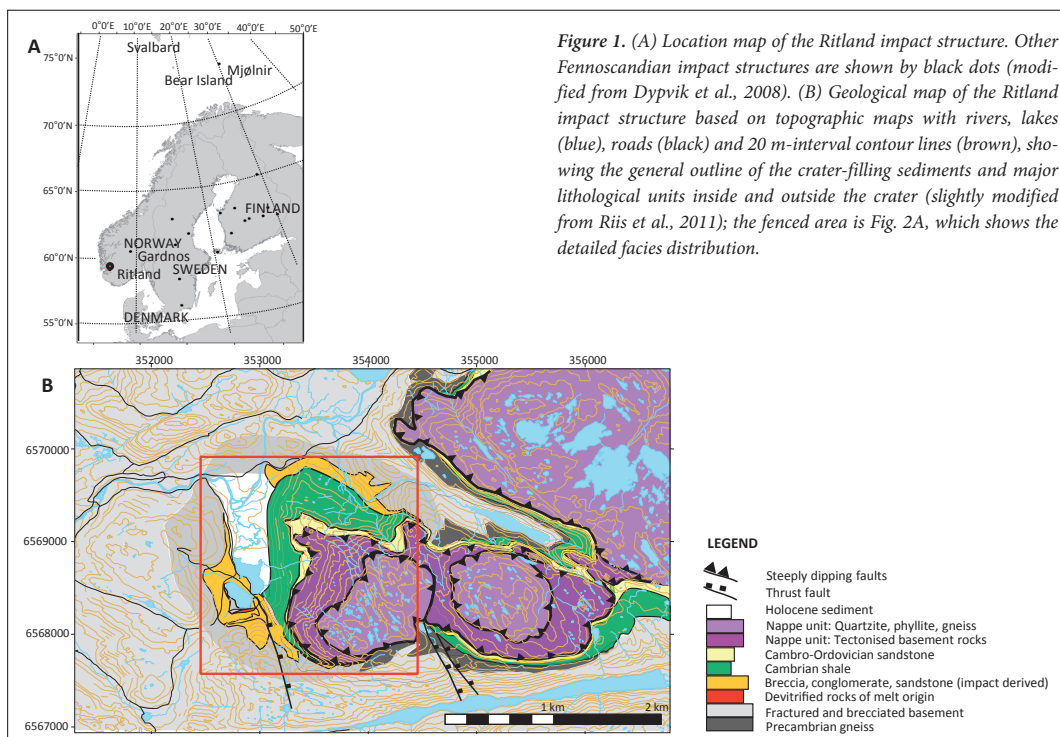 0°0'E 10°0'E 20°0'E 30°0'E 40°0'E 50°0'E
A
Svalbard
75°0'N
Mjølnir
Bear Island
70°0'N
65°0'N
FINLAND
NORWAY
Gardnos
60°0'N
SWEDEN
Ritland
DENMARK
55°0'N
Figure 1. (A) Location map of the Ritland impact structure. Other
Fennoscandian impact structures are shown by black dots (modi-
fied from Dypvik et al., 2008). (B) Geological map of the Ritland
impact structure based on topographic maps with rivers, lakes
(blue), roads (black) and 20 m-interval contour lines (brown), sho-
wing the general outline of the crater-filling sediments and major
lithological units inside and outside the crater (slightly modified
from Riis et al., 2011); the fenced area is Fig. 2A, which shows the
detailed facies distribution.
352000 353000 354000 355000 356000
B
6570000
6569000
6568000
6567000
1 km 2 km
LEGEND
Steeply dipping faults
Thrust fault
Holocene sediment
Nappe unit: Quartzite, phyllite, gneiss
Nappe unit: Tectonised basement rocks
Cambro-Ordovician sandstone
Cambrian shale
Breccia, conglomerate, sandstone (impact derived)
Devitrified rocks of melt origin
Fractured and brecciated basement
Precambrian gneiss